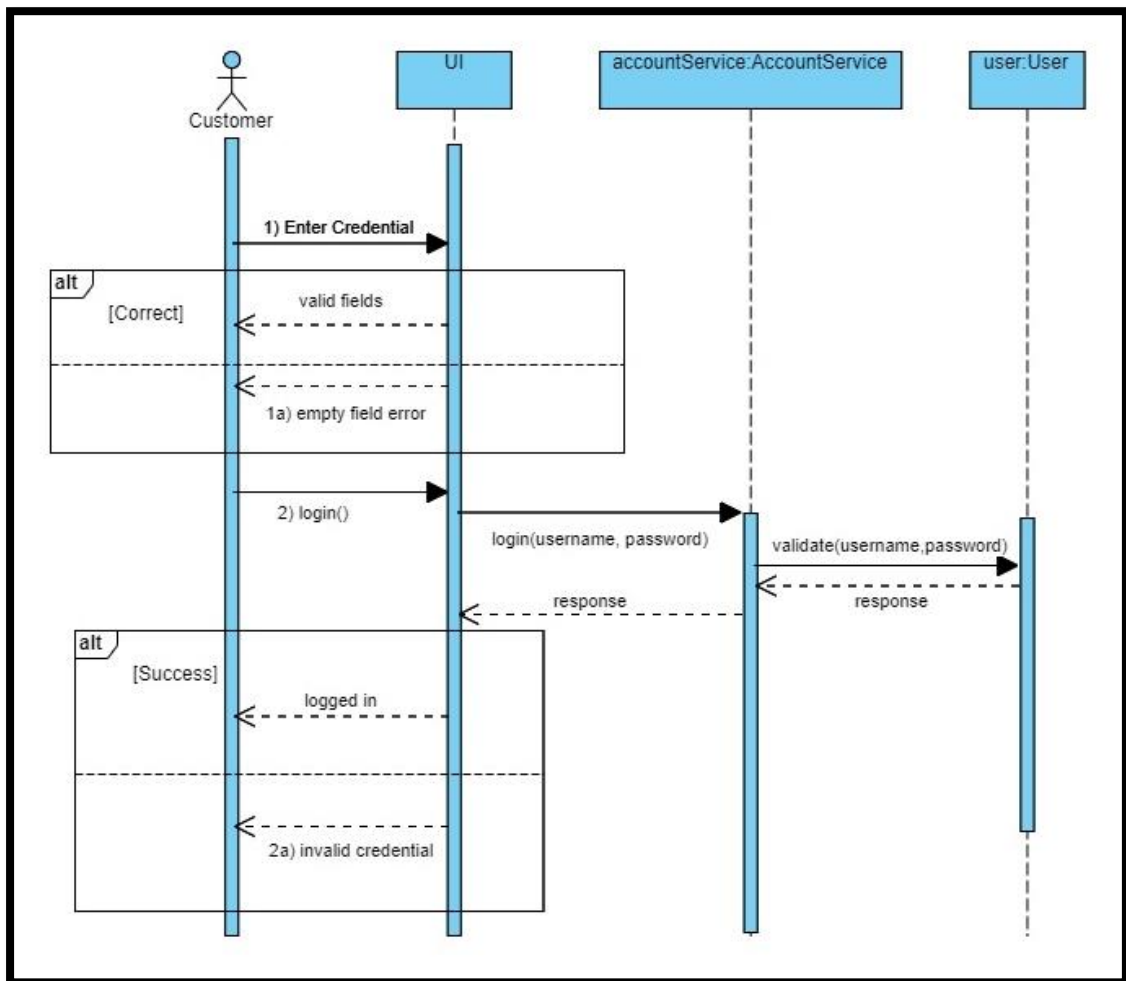 Customer
UI
accountService:AccountService
user:User
1) Enter Credential
alt
[Correct]
valid fields
1a) empty field error
2) login()
login(username, password)
validate(username,password)
response
response
alt
[Success]
logged in
2a) invalid credential